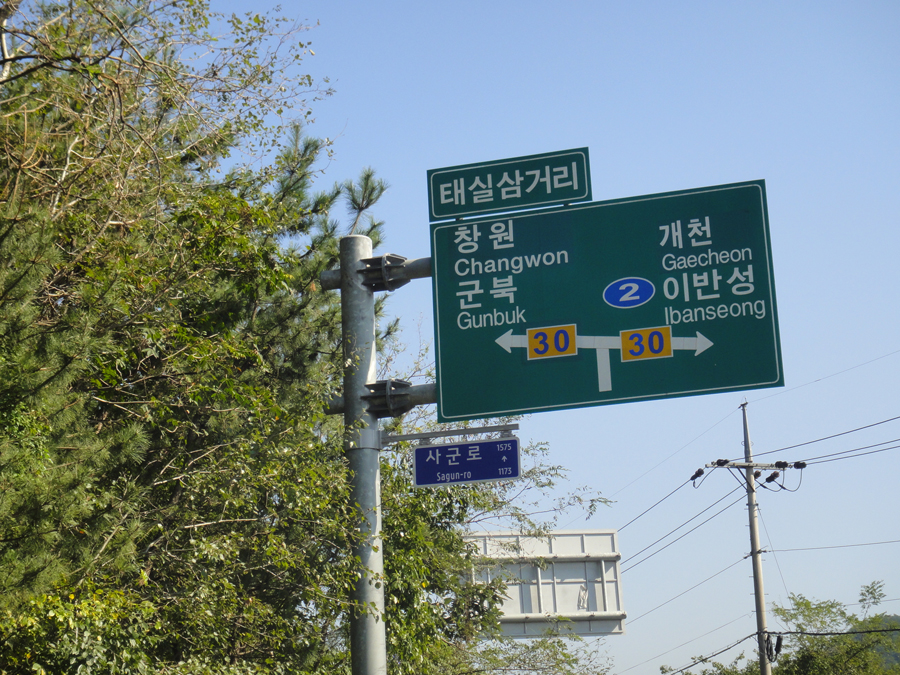 태실삼거리
창원
Changwon
군북
Gunbuk
개천
Gaecheon
2
이반성
Ibanseong
30
30
사군로
Sagun-ro
1575
↑
1173